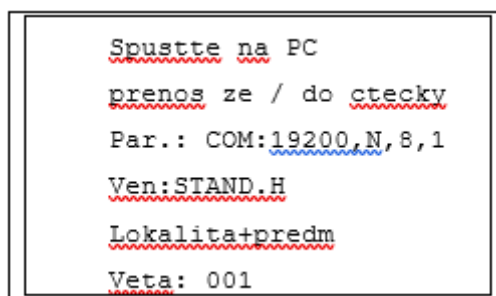 Spustte na PC
prenos ze / do ctecky
Par.: COM:19200,N,8,1
Ven:STAND.H
Lokalita+predm
Veta: 001